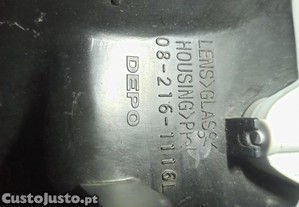 LENS>GLASS<
HOUSING>PP<
08-216-1116L
DEPO
CustoJusto.pt